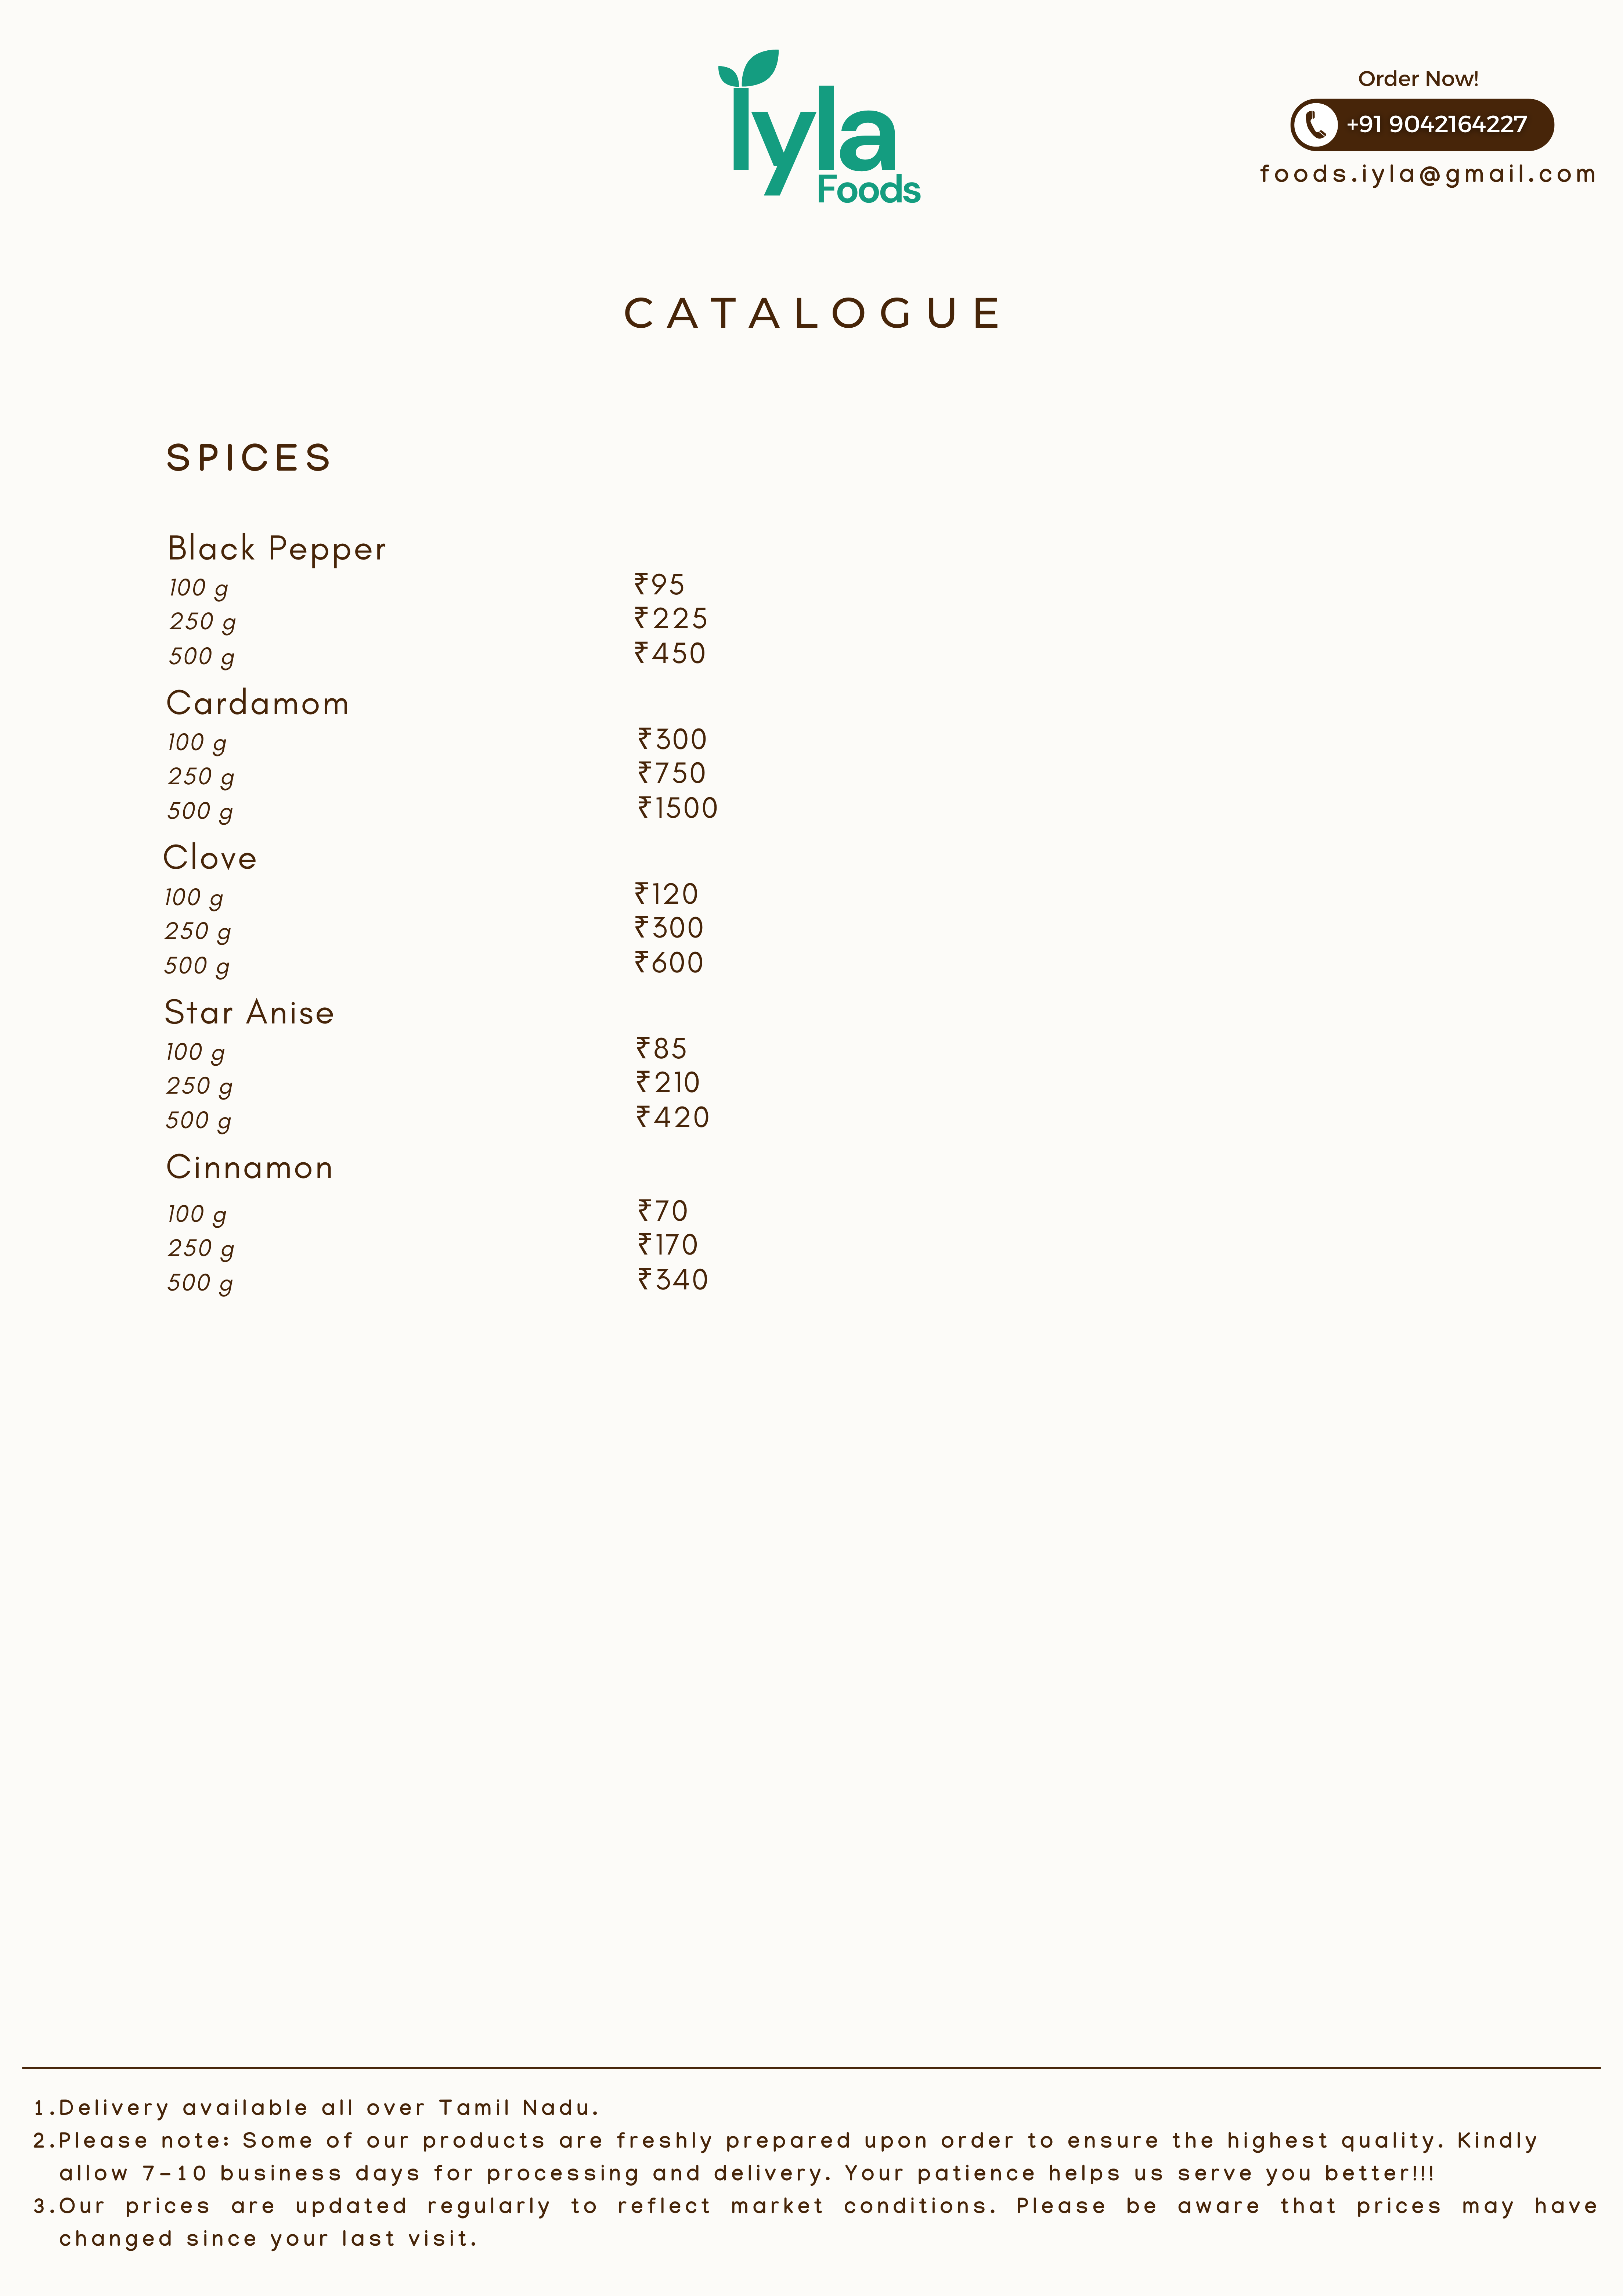 Iyla
Foods
Order Now!
+91 9042164227
foods.iyla@gmail.com
CATALOGUE
SPICES
Black Pepper
100 g ₹95
250 g ₹225
500 g ₹450
Cardamom
100 g ₹300
250 g ₹750
500 g ₹1500
Clove
100 g ₹120
250 g ₹300
500 g ₹600
Star Anise
100 g ₹85
250 g ₹210
500 g ₹420
Cinnamon
100 g ₹70
250 g ₹170
500 g ₹340
1.Delivery available all over Tamil Nadu.
2.Please note: Some of our products are freshly prepared upon order to ensure the highest quality. Kindly
allow 7-10 business days for processing and delivery. Your patience helps us serve you better!!!
3.Our prices are updated regularly to reflect market conditions. Please be aware that prices may have
changed since your last visit.